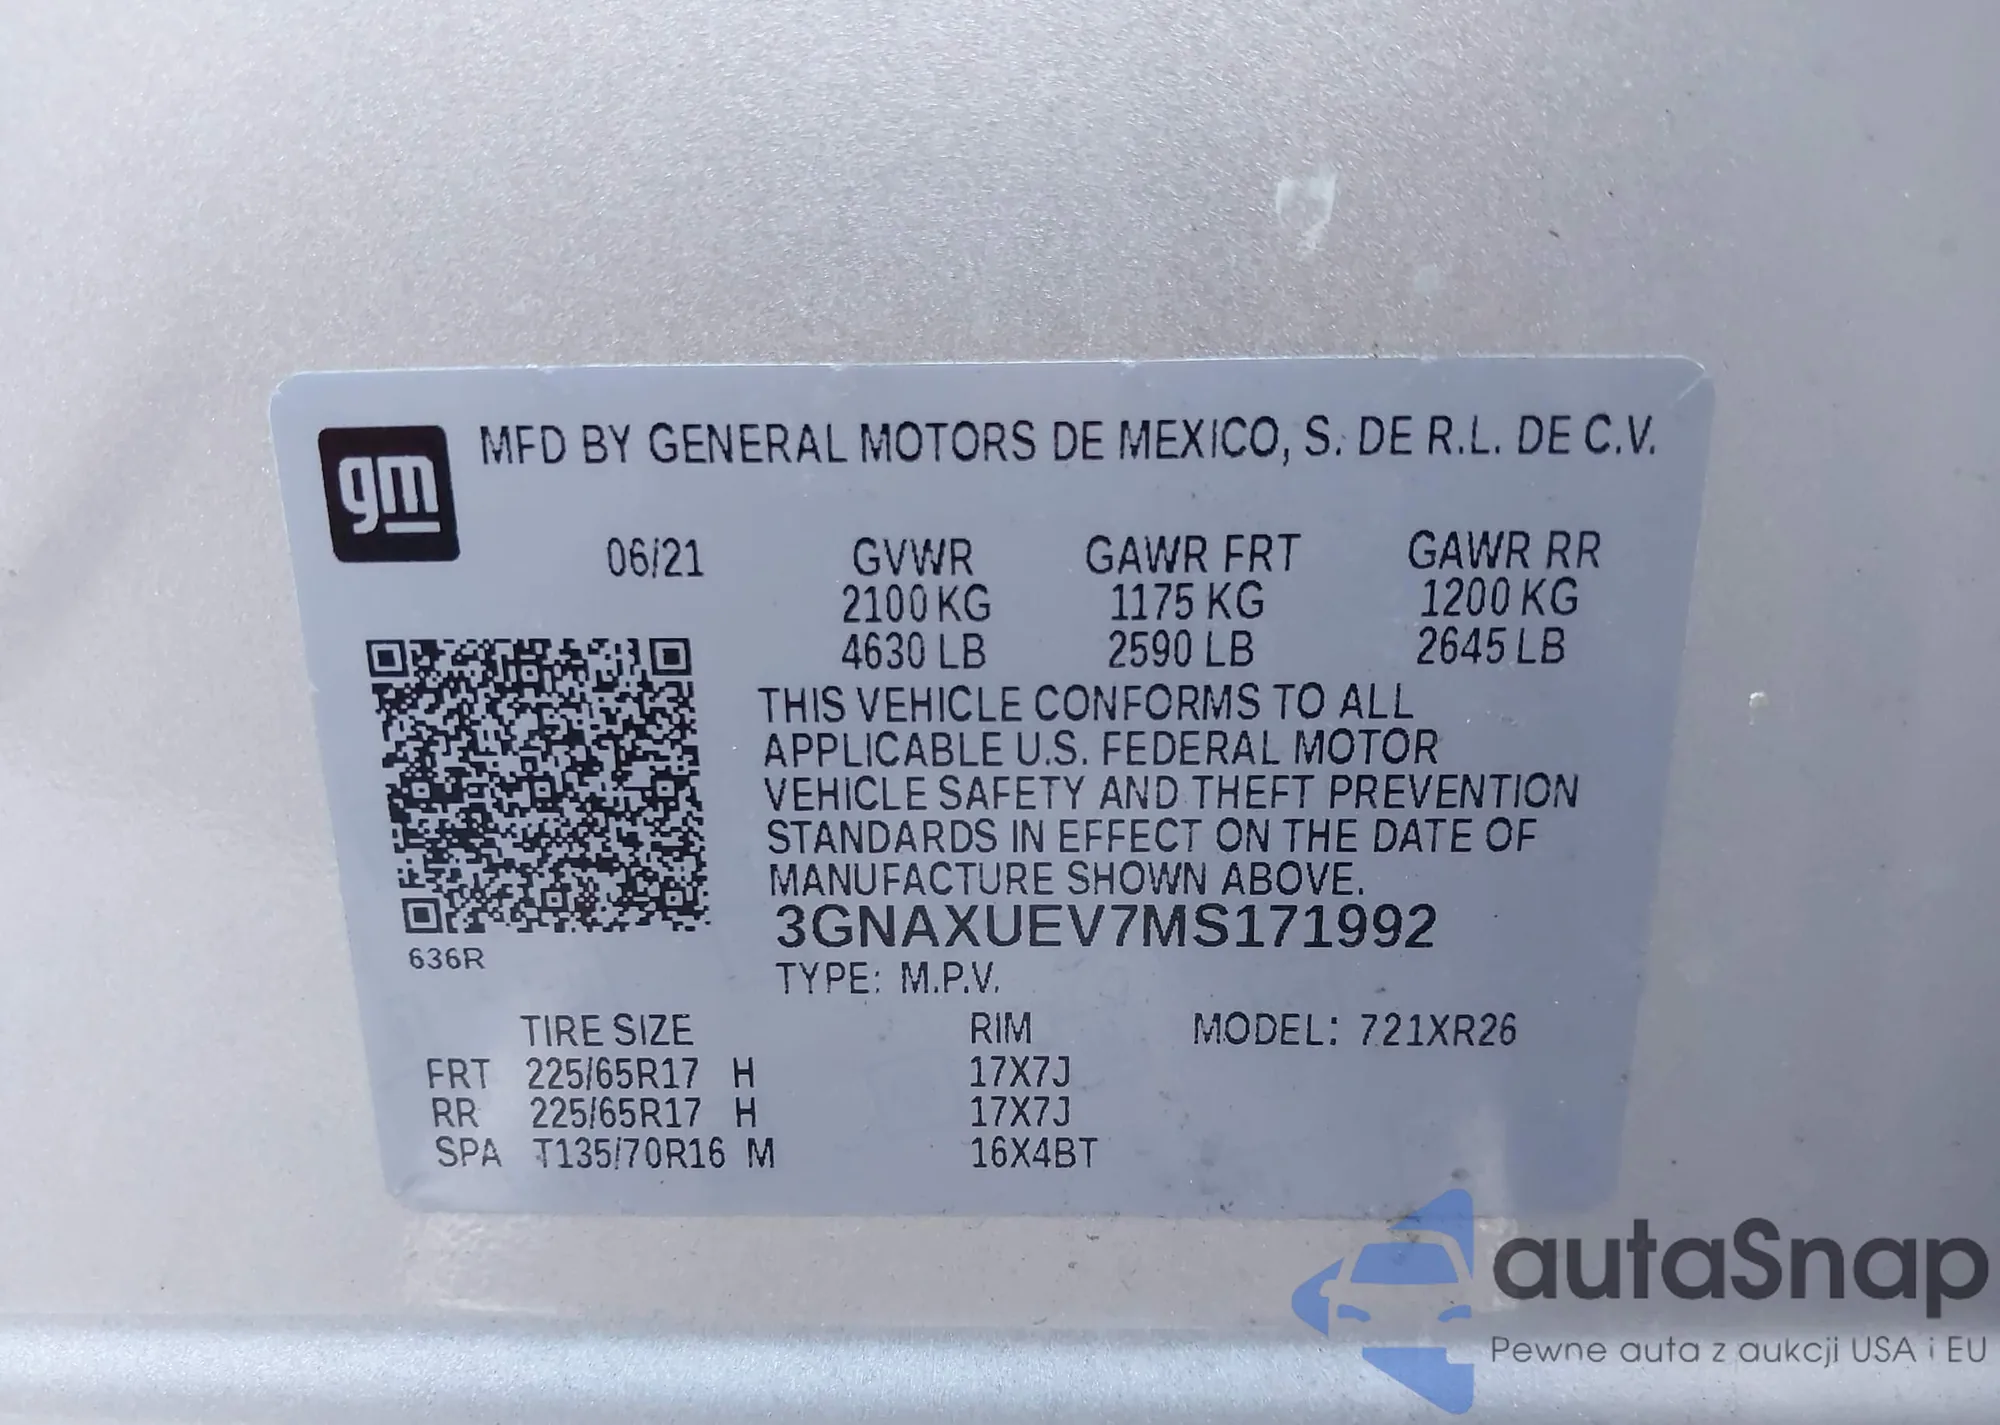 gm
MFD BY GENERAL MOTORS DE MEXICO, S. DE R.L. DE C.V.
06/21 GVWR GAWR FRT GAWR RR
2100 KG 1175 KG 1200 KG
4630 LB 2590 LB 2645 LB
THIS VEHICLE CONFORMS TO ALL
APPLICABLE U.S. FEDERAL MOTOR
VEHICLE SAFETY AND THEFT PREVENTION
STANDARDS IN EFFECT ON THE DATE OF
MANUFACTURE SHOWN ABOVE.
3GNAXUEV7MS171992
636R
TYPE: M.P.V.
TIRE SIZE RIM MODEL: 721XR26
FRT 225/65R17 H 17X7J
RR 225/65R17 H 17X7J
SPA T135/70R16 M 16X4BT
autaSnap
Pewne auta z aukcji USA i EU